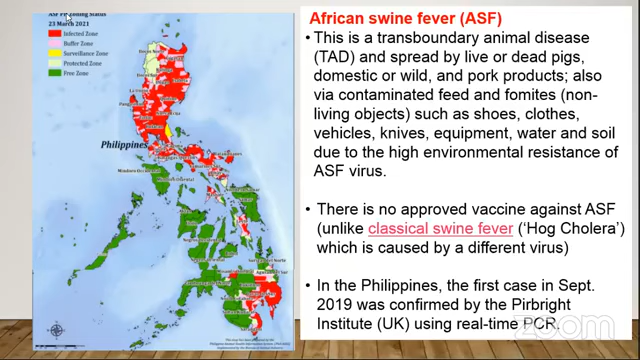 ASF Pr Zoning Status
23 March 2021
Infected Zone
Buffer Zone
Surveillance Zone
Protected Zone
Free Zone
Philippines
African swine fever (ASF)
• This is a transboundary animal disease
(TAD) and spread by live or dead pigs,
domestic or wild, and pork products; also
via contaminated feed and fomites (non-
living objects) such as shoes, clothes,
vehicles, knives, equipment, water and soil
due to the high environmental resistance of
ASF virus.
• There is no approved vaccine against ASF
(unlike classical swine fever (‘Hog Cholera’)
which is caused by a different virus)
• In the Philippines, the first case in Sept.
2019 was confirmed by the Pirbright
Institute (UK) using real-time PCR.
zoom